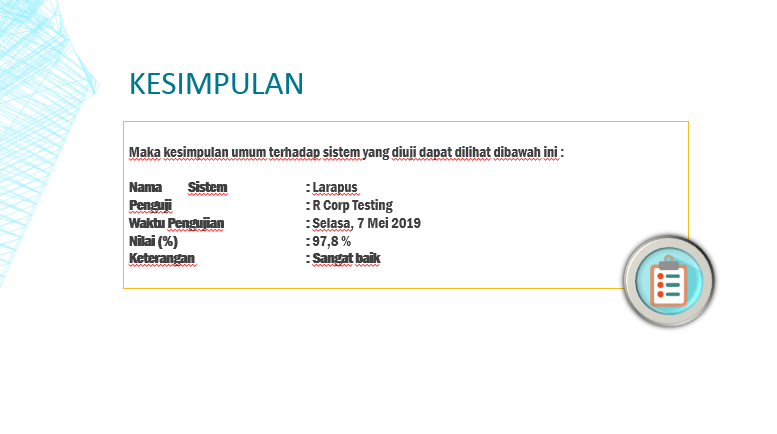 KESIMPULAN
Maka kesimpulan umum terhadap sistem yang diuji dapat dilihat dibawah ini :
Nama Sistem : Larapus
Penguji : R Corp Testing
Waktu Pengujian : Selasa, 7 Mei 2019
Nilai (%) : 97,8 %
Keterangan : Sangat baik